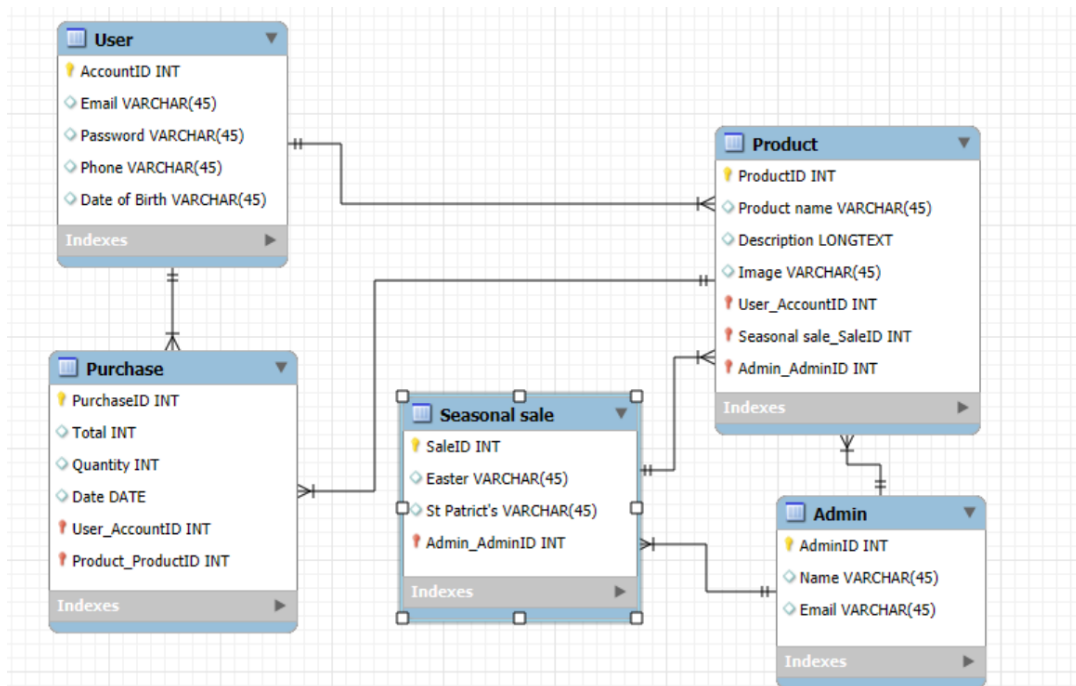 User
AccountID INT
Email VARCHAR(45)
Password VARCHAR(45)
Phone VARCHAR(45)
Date of Birth VARCHAR(45)
Indexes
Product
ProductID INT
Product name VARCHAR(45)
Description LONGTEXT
Image VARCHAR(45)
User_AccountID INT
Seasonal sale_SaleID INT
Admin_AdminID INT
Indexes
Purchase
PurchaseID INT
Total INT
Quantity INT
Date DATE
User_AccountID INT
Product_ProductID INT
Indexes
Seasonal sale
SaleID INT
Easter VARCHAR(45)
St Patrict's VARCHAR(45)
Admin_AdminID INT
Indexes
Admin
AdminID INT
Name VARCHAR(45)
Email VARCHAR(45)
Indexes